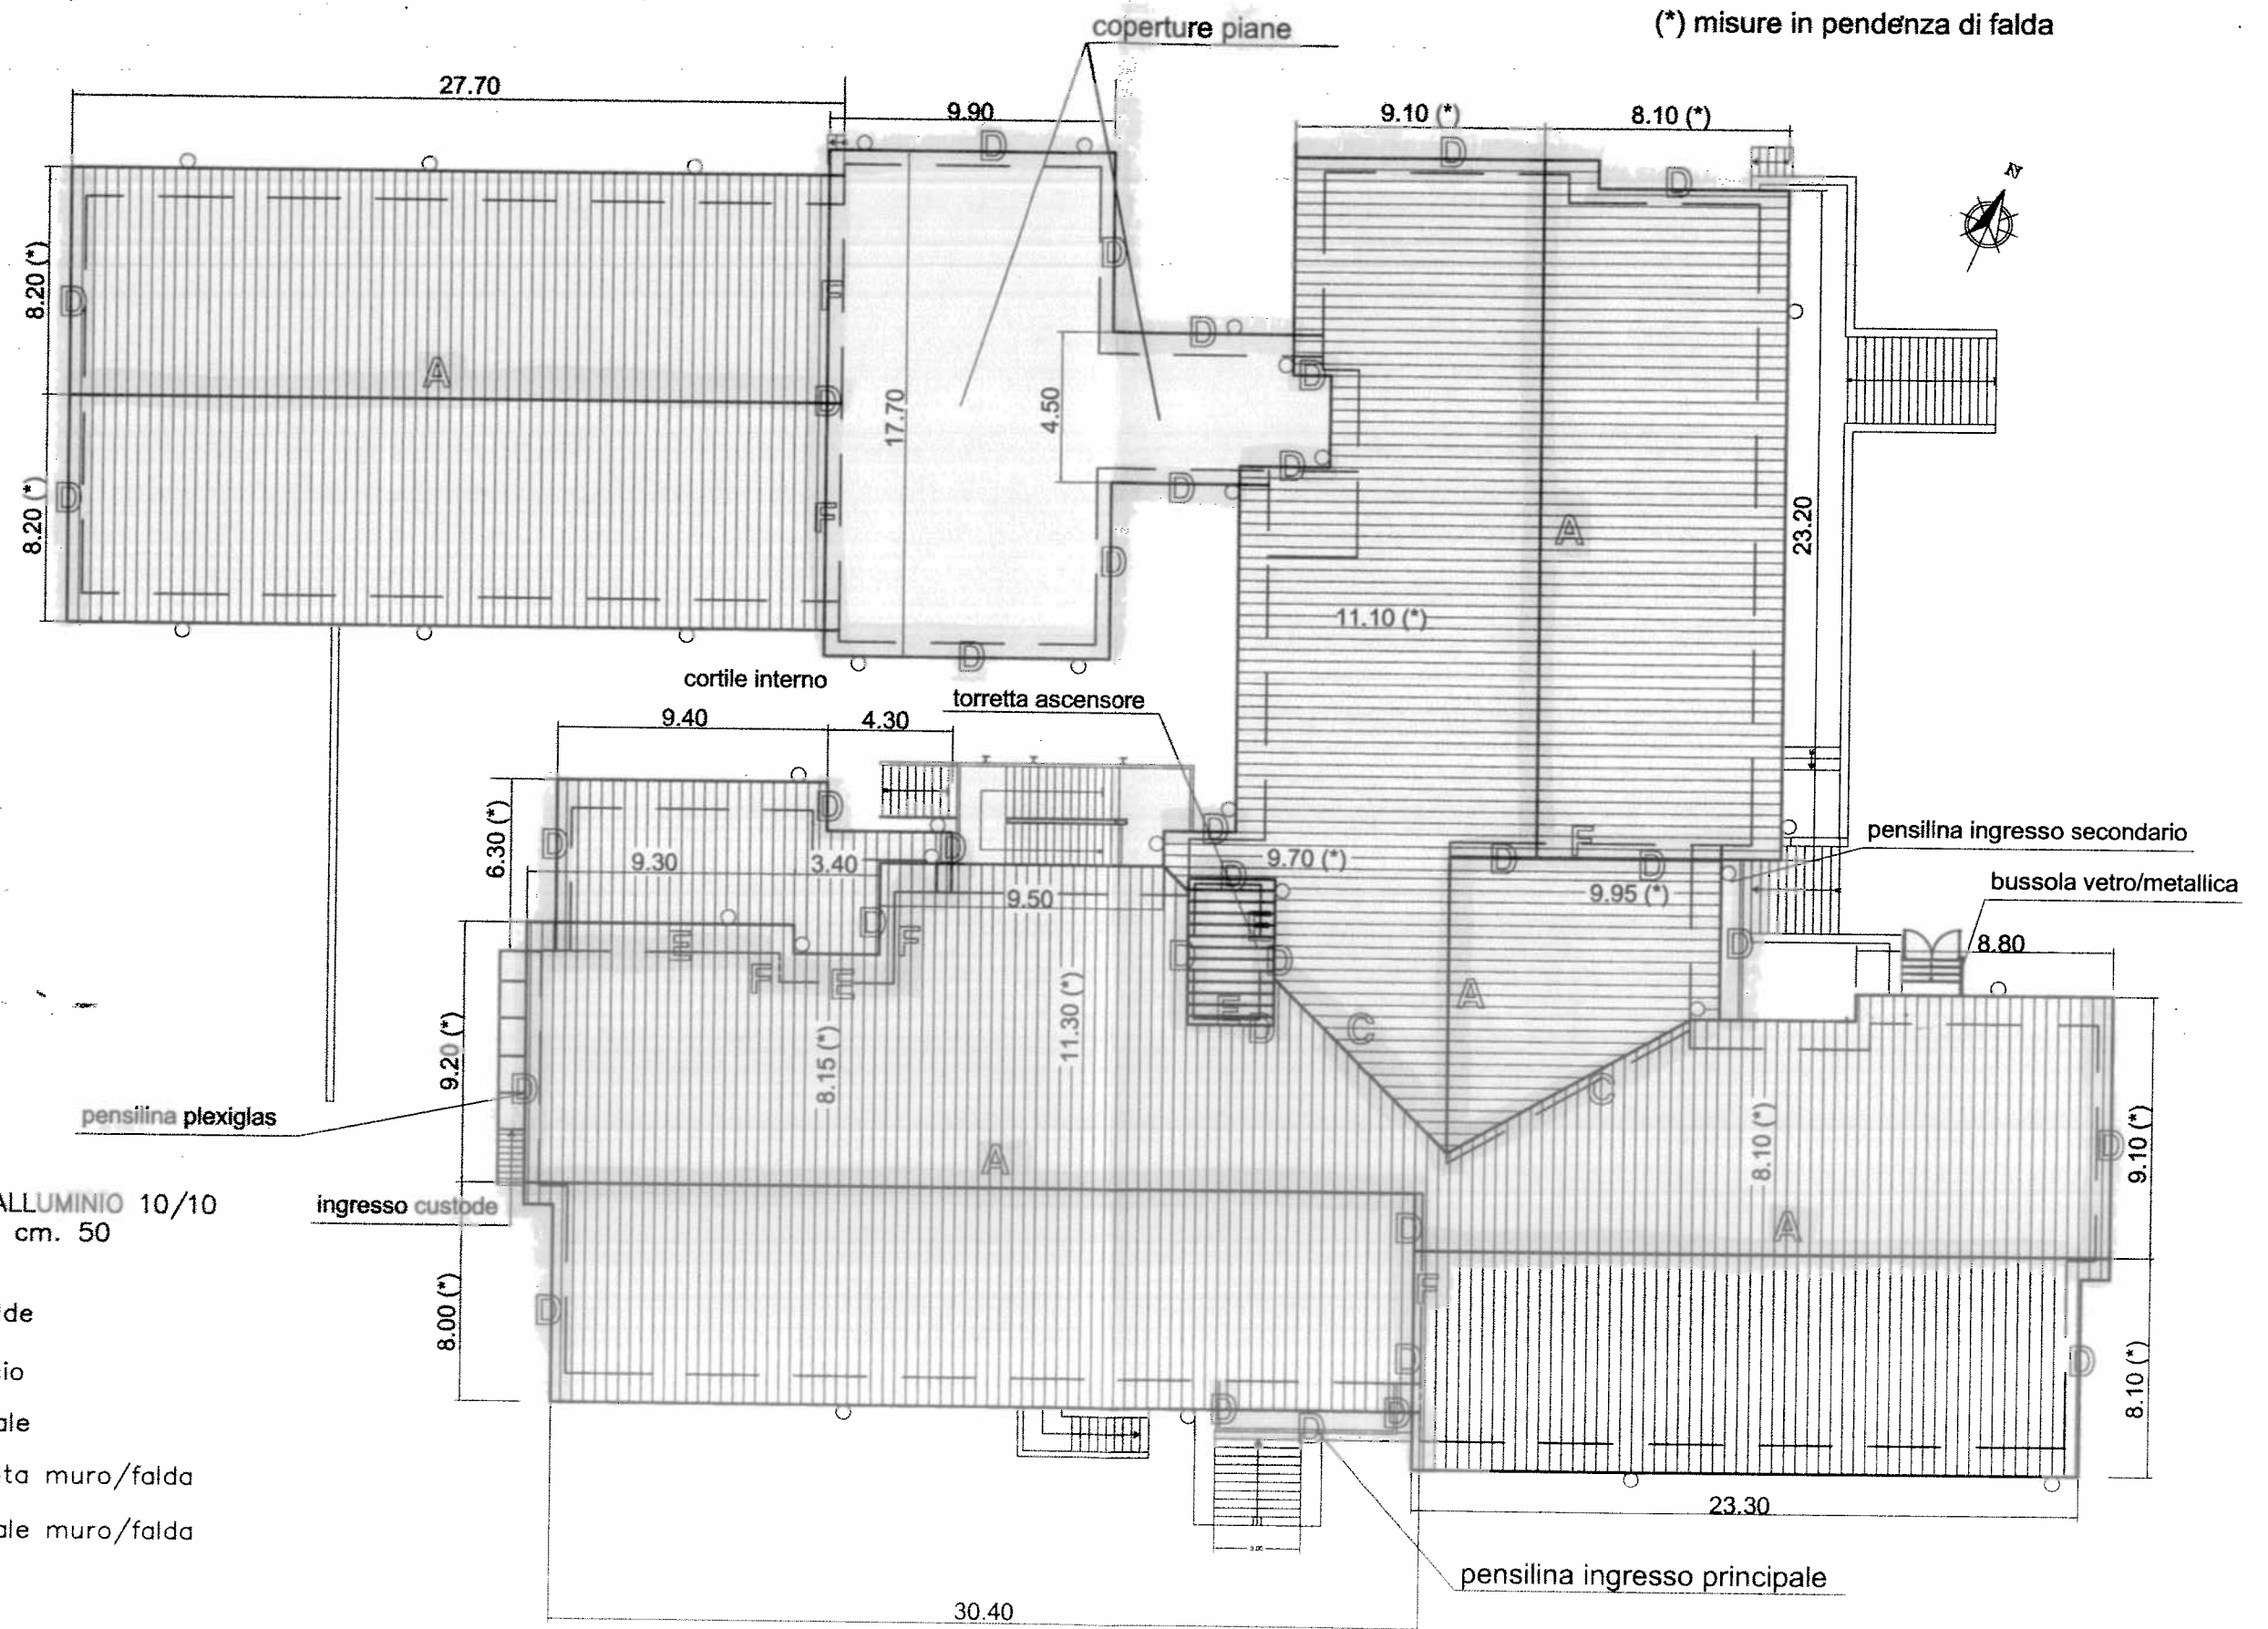 coperture piane
(*) misure in pendenza di falda
27.70
9.90
9.10 (*)
8.10 (*)
N
D
D
D
8.20 (*)
D
F
D
D
D
A
D
17.70
4.50
D
D
8.20 (*)
D
F
D
A
23.20
D
11.10 (*)
D
cortile interno
torretta ascensore
9.40
4.30
6.30 (*)
D
D
D
D
9.30
3.40
9.70 (*)
D
F
D
D
pensilina ingresso secondario
9.95 (*)
bussola vetro/metallica
9.50
D
F
E
F
E
D
D
D
8.80
9.20 (*)
8.15 (*)
11.30 (*)
E
D
C
A
C
D
pensilina plexiglas
8.10 (*)
D
9.10 (*)
A
ALLUMINIO 10/10
cm. 50
ingresso custode
D
A
F
8.00 (*)
D
D
D
8.10 (*)
de
cio
ale
ta muro/falda
ale muro/falda
D
D
D
23.30
pensilina ingresso principale
30.40